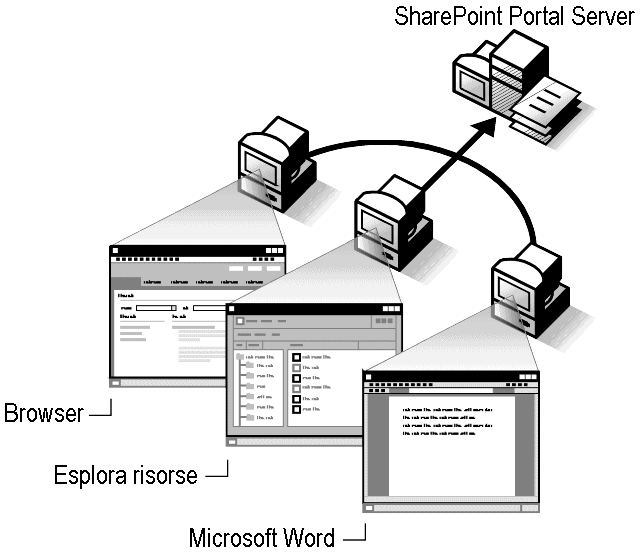 SharePoint Portal Server
Browser
Esplora risorse
Microsoft Word